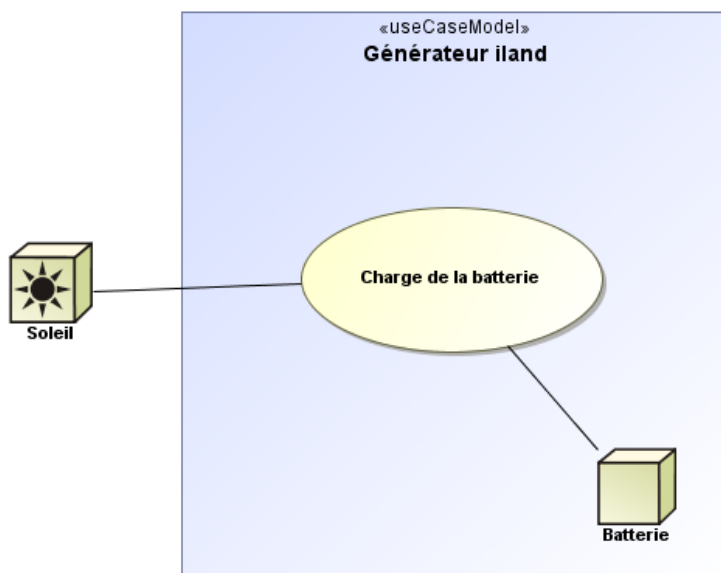 «useCaseModel»
Générateur iland
Charge de la batterie
Soleil
Batterie